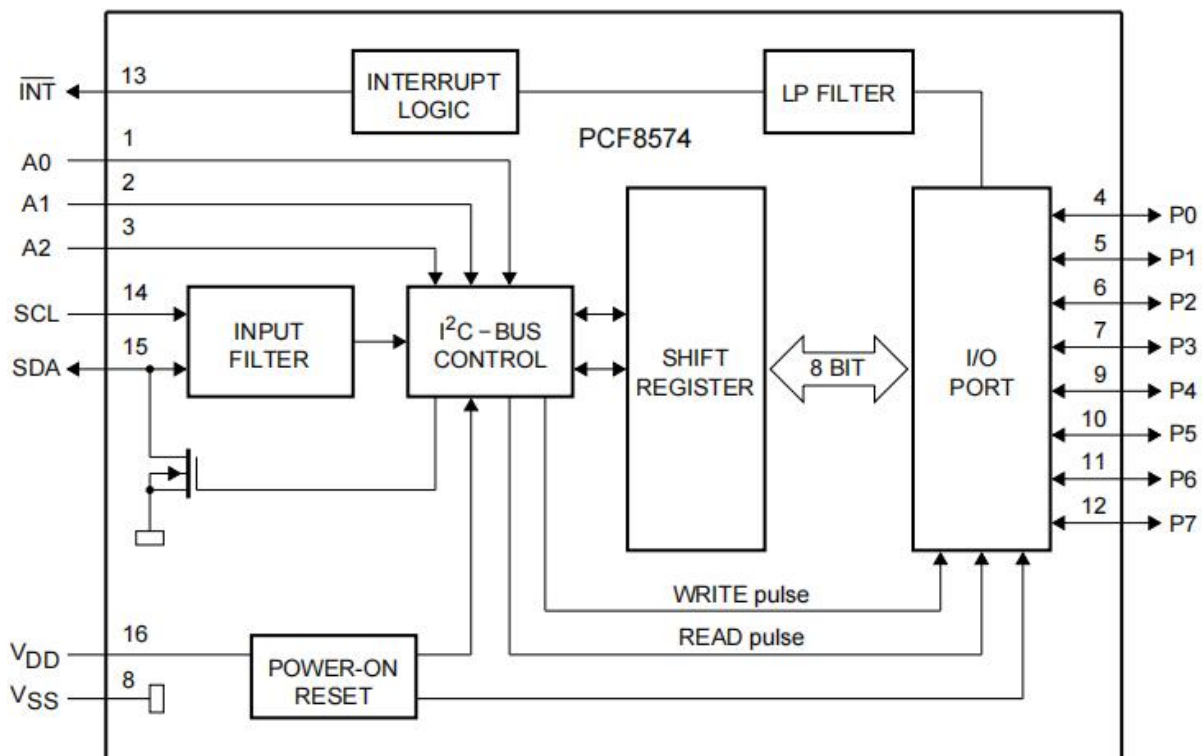 INT
13
INTERRUPT
LOGIC
LP FILTER
PCF8574
A0
1
A1
2
A2
3
SCL
14
SDA
15
INPUT
FILTER
I²C – BUS
CONTROL
SHIFT
REGISTER
8 BIT
I/O
PORT
4
P0
5
P1
6
P2
7
P3
9
P4
10
P5
11
P6
12
P7
WRITE pulse
READ pulse
VDD
16
VSS
8
POWER-ON
RESET